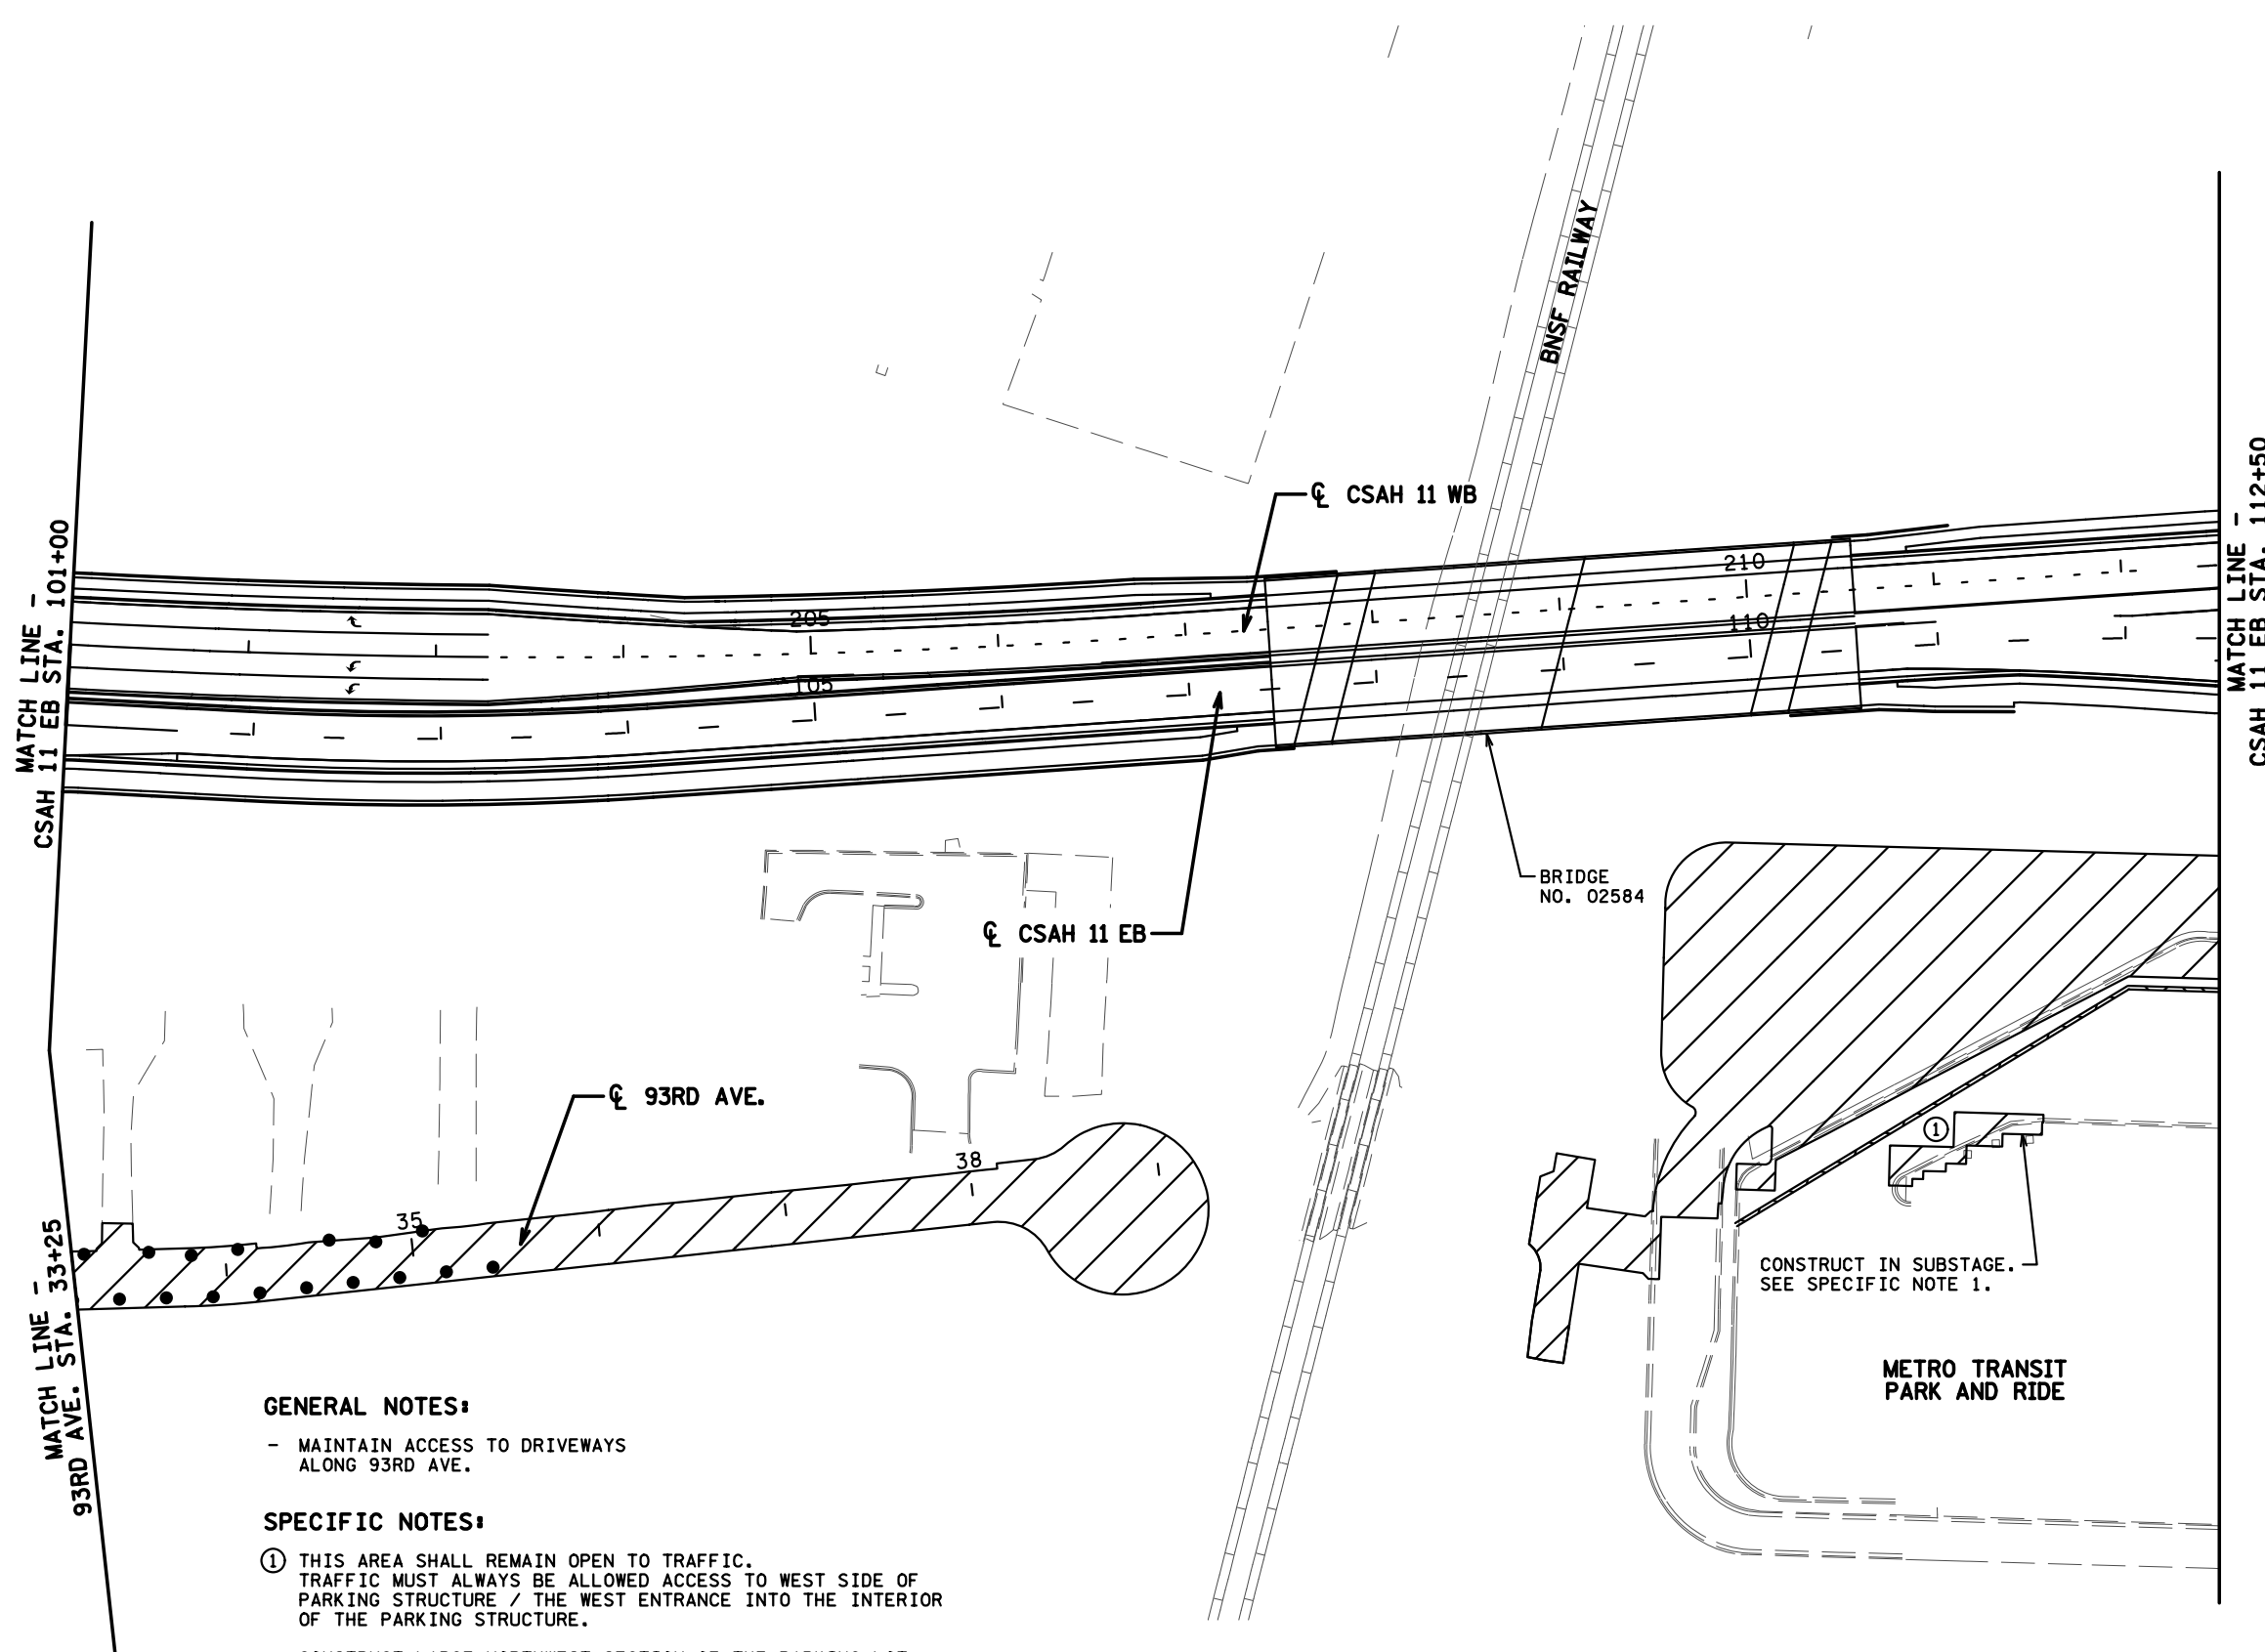 BNSF RAILWAY
℄ CSAH 11 WB
MATCH LINE -
CSAH 11 EB STA. 101+00
MATCH LINE -
CSAH 11 EB STA. 112+50
205
210
105
110
BRIDGE
NO. 02584
℄ CSAH 11 EB
℄ 93RD AVE.
38
35
1
MATCH LINE -
93RD AVE. STA. 33+25
CONSTRUCT IN SUBSTAGE.
SEE SPECIFIC NOTE 1.
METRO TRANSIT
PARK AND RIDE
GENERAL NOTES:
- MAINTAIN ACCESS TO DRIVEWAYS
ALONG 93RD AVE.
SPECIFIC NOTES:
1 THIS AREA SHALL REMAIN OPEN TO TRAFFIC.
TRAFFIC MUST ALWAYS BE ALLOWED ACCESS TO WEST SIDE OF
PARKING STRUCTURE / THE WEST ENTRANCE INTO THE INTERIOR
OF THE PARKING STRUCTURE.